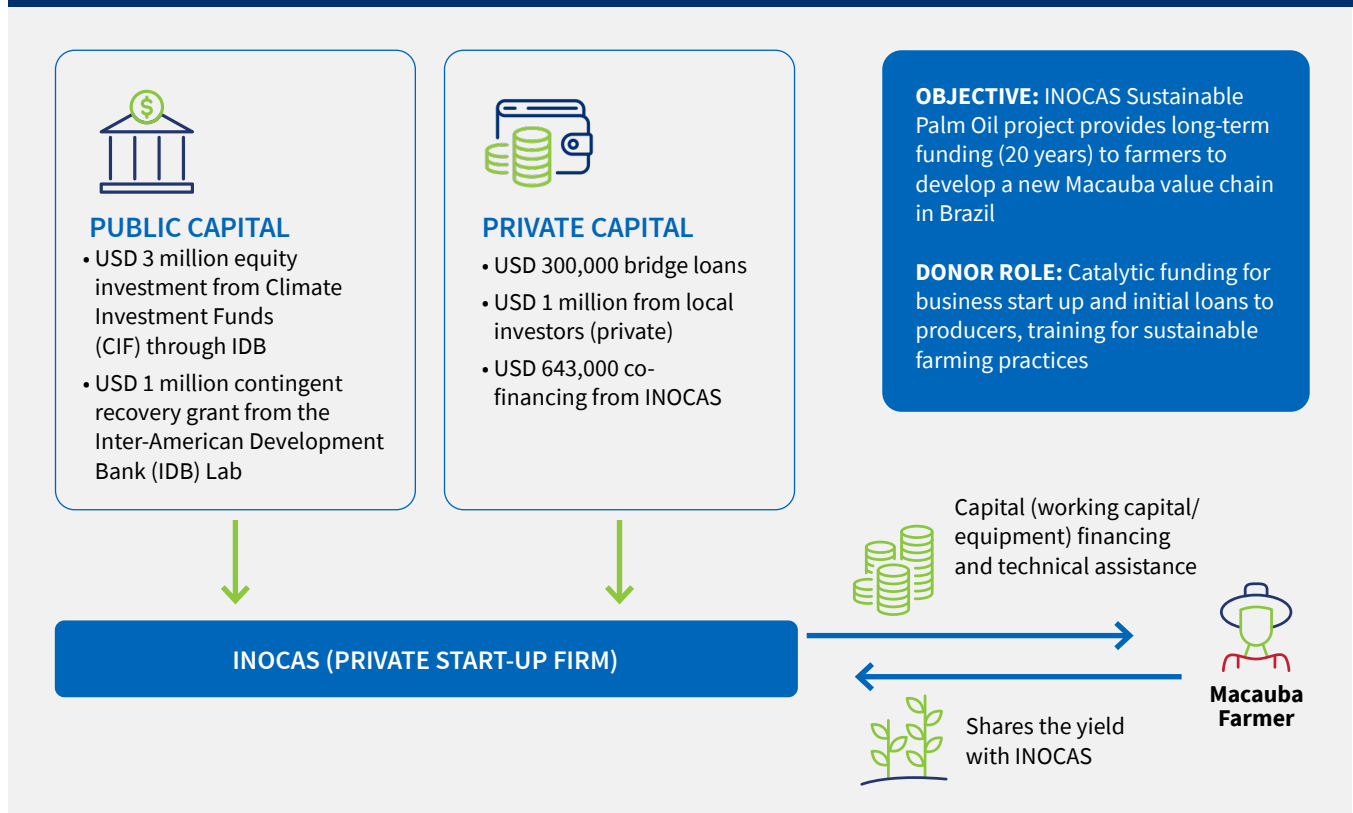 $
PUBLIC CAPITAL
• USD 3 million equity
investment from Climate
Investment Funds
(CIF) through IDB
• USD 1 million contingent
recovery grant from the
Inter-American Development
Bank (IDB) Lab
PRIVATE CAPITAL
• USD 300,000 bridge loans
• USD 1 million from local
investors (private)
• USD 643,000 co-
financing from INOCAS
OBJECTIVE: INOCAS Sustainable
Palm Oil project provides long-term
funding (20 years) to farmers to
develop a new Macauba value chain
in Brazil
DONOR ROLE: Catalytic funding for
business start up and initial loans to
producers, training for sustainable
farming practices
INOCAS (PRIVATE START-UP FIRM)
Capital (working capital/
equipment) financing
and technical assistance
Macauba
Farmer
Shares the yield
with INOCAS